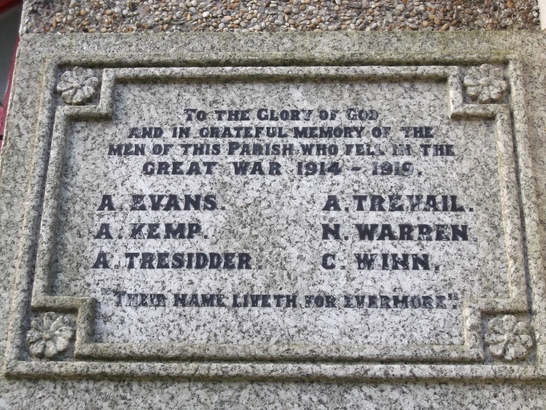 To the Glory of God
and in grateful memory of the
men of this Parish who fell in the
Great War 1914 - 1919.
A. Evans. A. Trevail.
A. Kemp. N. Warren.
A. Tresidder. C. Winn.
"Their name liveth for evermore"